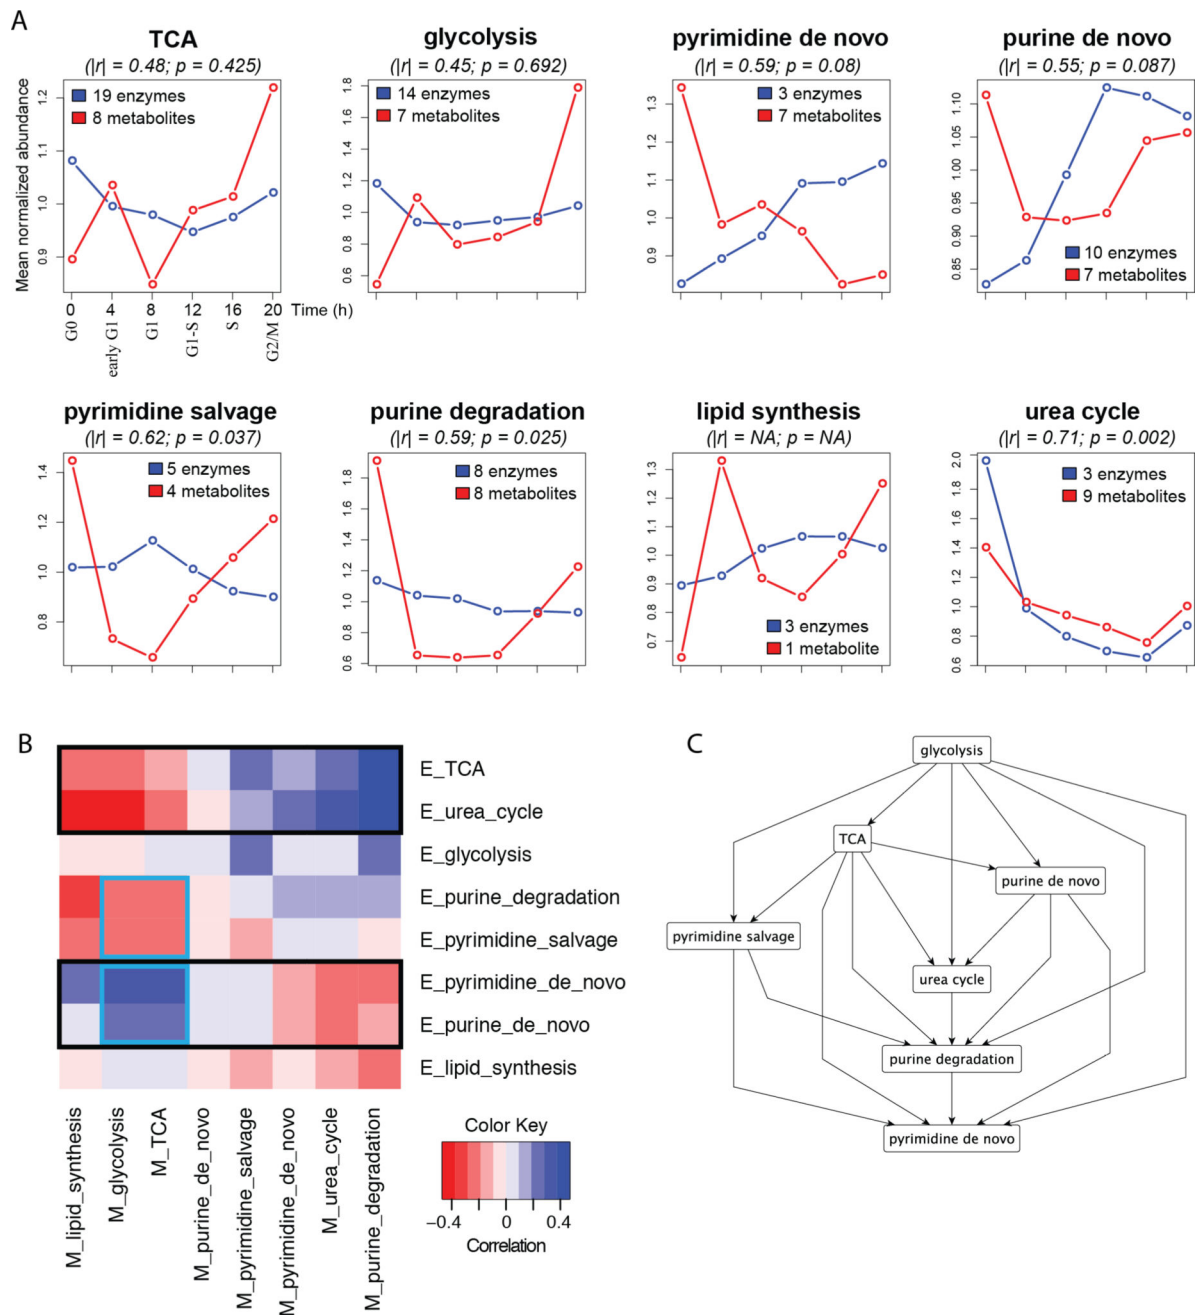 A
TCA
(|r| = 0.48; p = 0.425)
19 enzymes
8 metabolites
Mean normalized abundance
1.2
1.1
1.0
0.9
0 4 8 12 16 20 Time (h)
G0 early G1 G1 G1-S S G2/M
glycolysis
(|r| = 0.45; p = 0.692)
14 enzymes
7 metabolites
1.8
1.6
1.4
1.2
1.0
0.8
0.6
pyrimidine de novo
(|r| = 0.59; p = 0.08)
3 enzymes
7 metabolites
1.3
1.2
1.1
1.0
0.9
purine de novo
(|r| = 0.55; p = 0.087)
10 enzymes
7 metabolites
1.10
1.05
1.00
0.95
0.90
0.85
pyrimidine salvage
(|r| = 0.62; p = 0.037)
5 enzymes
4 metabolites
1.4
1.2
1.0
0.8
purine degradation
(|r| = 0.59; p = 0.025)
8 enzymes
8 metabolites
1.8
1.6
1.4
1.2
1.0
0.8
0.6
lipid synthesis
(|r| = NA; p = NA)
3 enzymes
1 metabolite
1.3
1.2
1.1
1.0
0.9
0.8
0.7
urea cycle
(|r| = 0.71; p = 0.002)
3 enzymes
9 metabolites
2.0
1.8
1.6
1.4
1.2
1.0
0.8
0.6
B
E_TCA
E_urea_cycle
E_glycolysis
E_purine_degradation
E_pyrimidine_salvage
E_pyrimidine_de_novo
E_purine_de_novo
E_lipid_synthesis
M_lipid_synthesis
M_glycolysis
M_TCA
M_purine_de_novo
M_pyrimidine_salvage
M_pyrimidine_de_novo
M_urea_cycle
M_purine_degradation
Color Key
−0.4 0 0.4
Correlation
C
glycolysis
TCA
purine de novo
pyrimidine salvage
urea cycle
purine degradation
pyrimidine de novo